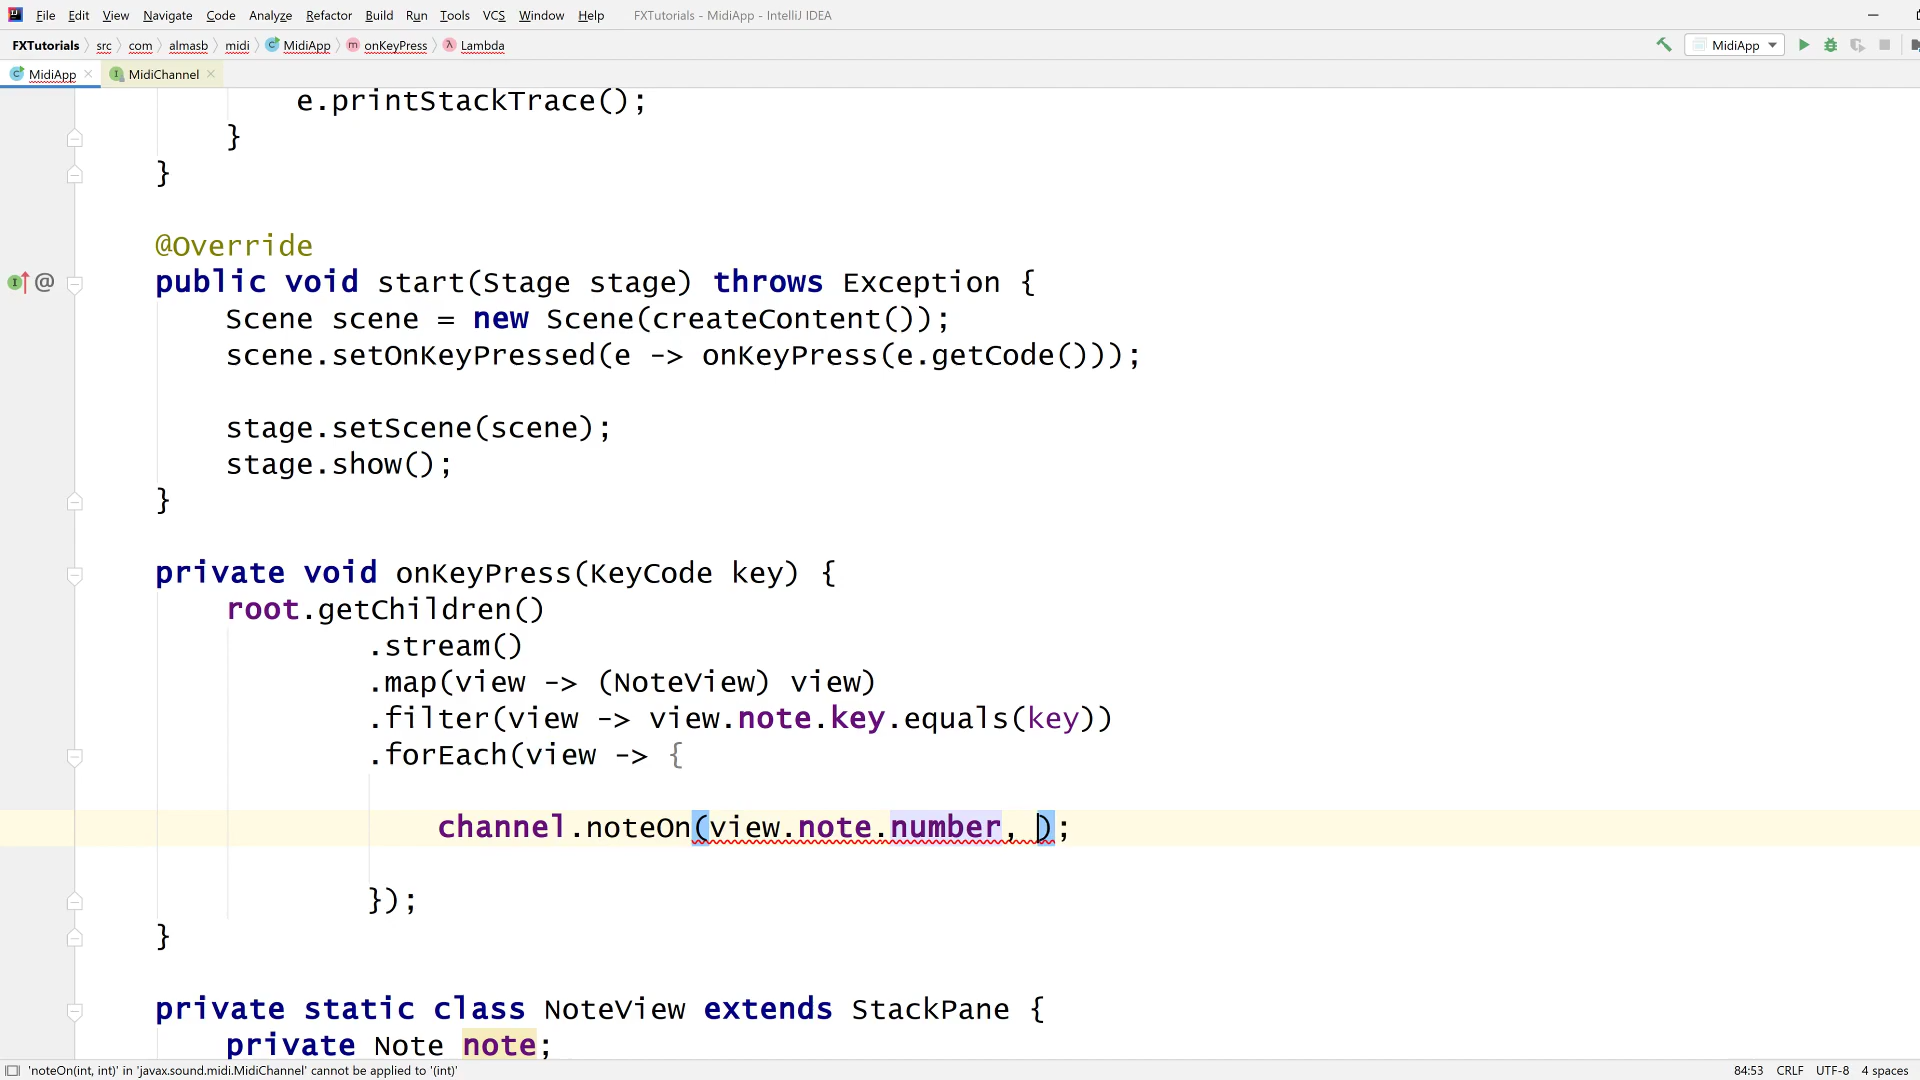 File Edit View Navigate Code Analyze Refactor Build Run Tools VCS Window Help FXTutorials - MidiApp - IntelliJ IDEA
FXTutorials src com almasb midi MidiApp onKeyPress Lambda MidiApp
MidiApp MidiChannel
e.printStackTrace();
}
}
@Override
public void start(Stage stage) throws Exception {
Scene scene = new Scene(createContent());
scene.setOnKeyPressed(e -> onKeyPress(e.getCode()));
stage.setScene(scene);
stage.show();
}
private void onKeyPress(KeyCode key) {
root.getChildren()
.stream()
.map(view -> (NoteView) view)
.filter(view -> view.note.key.equals(key))
.forEach(view -> {
channel.noteOn(view.note.number, );
});
}
private static class NoteView extends StackPane {
private Note note;
'noteOn(int, int)' in 'javax.sound.midi.MidiChannel' cannot be applied to '(int)' 84:53 CRLF UTF-8 4 spaces